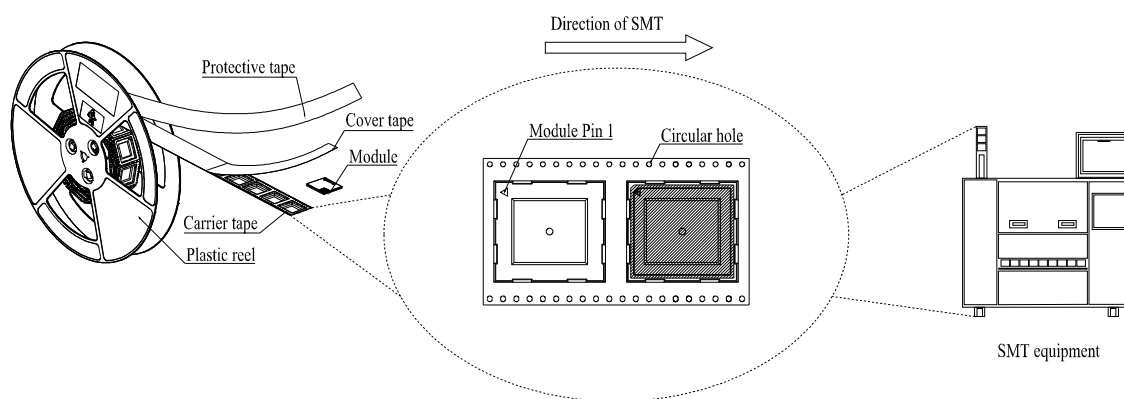 Direction of SMT
Protective tape
Cover tape
Module
Carrier tape
Plastic reel
Module Pin 1
Circular hole
SMT equipment